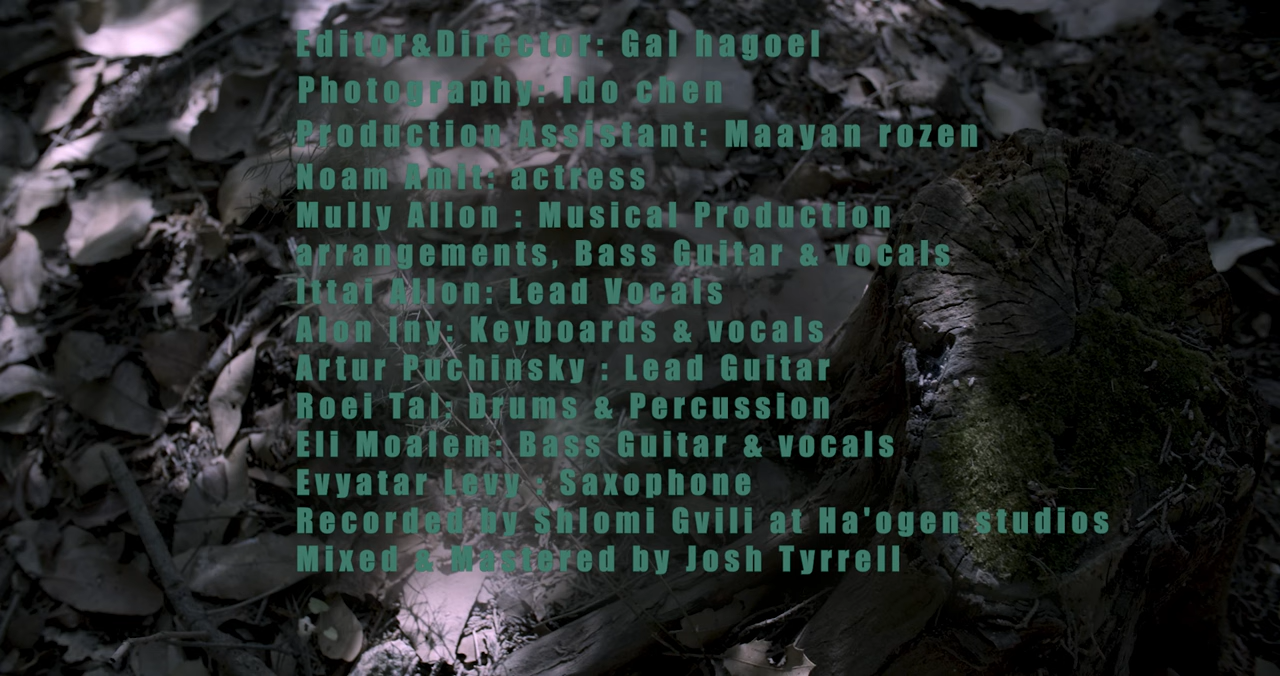 Editor&Director: Gal hagoel
Photography: Ido chen
Production Assistant: Maayan rozen
Noam Amit: actress
Mully Allon : Musical Production
arrangements, Bass Guitar & vocals
Ittai Allon: Lead Vocals
Alon Iny: Keyboards & vocals
Artur Puchinsky : Lead Guitar
Roei Tal: Drums & Percussion
Eli Moalem: Bass Guitar & vocals
Evyatar Levy : Saxophone
Recorded by Shlomi Gvili at Ha'ogen studios
Mixed & Mastered by Josh Tyrrell